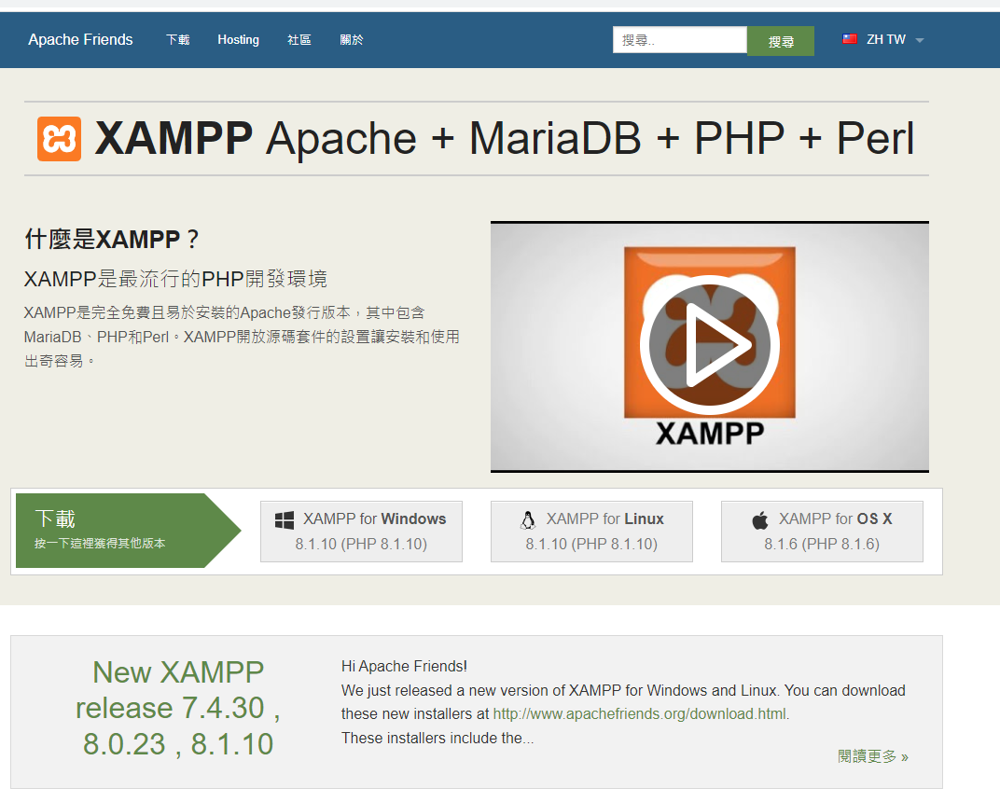 Apache Friends 下載 Hosting 社區 關於 搜尋.. 搜尋 ZH TW
XAMPP Apache + MariaDB + PHP + Perl
什麼是XAMPP？
XAMPP是最流行的PHP開發環境
XAMPP是完全免費且易於安裝的Apache發行版本，其中包含
MariaDB、PHP和Perl。XAMPP開放源碼套件的設置讓安裝和使用
出奇容易。
XAMPP
下載
按一下這裡獲得其他版本
XAMPP for Windows
8.1.10 (PHP 8.1.10)
XAMPP for Linux
8.1.10 (PHP 8.1.10)
XAMPP for OS X
8.1.6 (PHP 8.1.6)
New XAMPP
release 7.4.30 ,
8.0.23 , 8.1.10
Hi Apache Friends!
We just released a new version of XAMPP for Windows and Linux. You can download
these new installers at http://www.apachefriends.org/download.html.
These installers include the...
閱讀更多 »